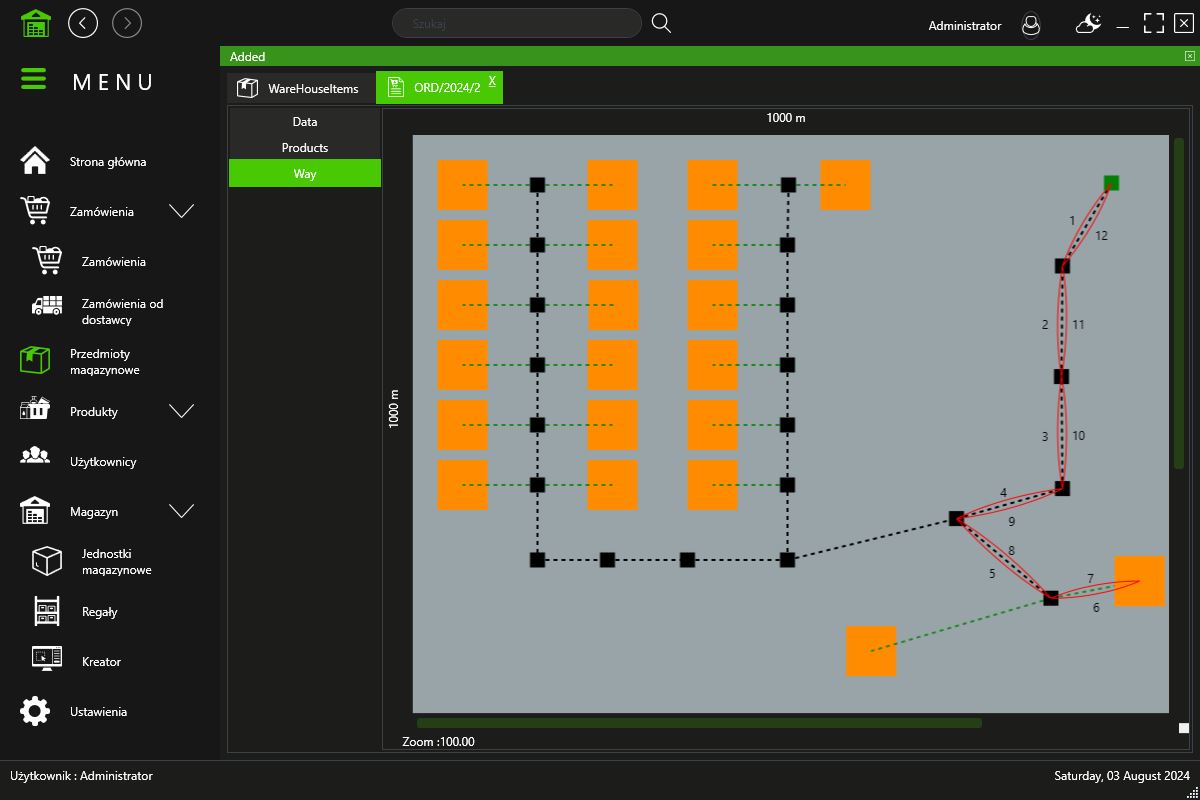 Szukaj
Administrator
Added
MENU
WareHouseItems
ORD/2024/2
X
1000 m
Data
Products
Way
Strona główna
Zamówienia
Zamówienia
Zamówienia od
dostawcy
Przedmioty
magazynowe
Produkty
Użytkownicy
Magazyn
Jednostki
magazynowe
Regały
Kreator
Ustawienia
1000 m
1
12
2
11
3
10
4
9
8
5
7
6
Zoom :100.00
Użytkownik : Administrator
Saturday, 03 August 2024